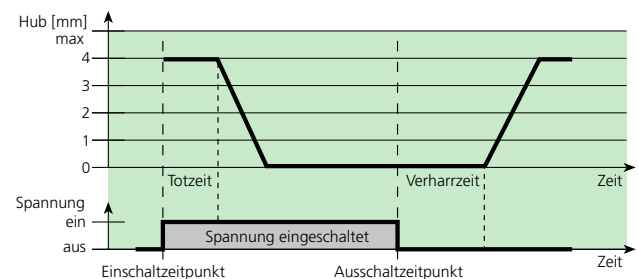 Hub [mm]
max
4
3
2
1
0
Totzeit
Verharrzeit
Zeit
Spannung
ein
aus
Spannung eingeschaltet
Zeit
Einschaltzeitpunkt
Ausschaltzeitpunkt